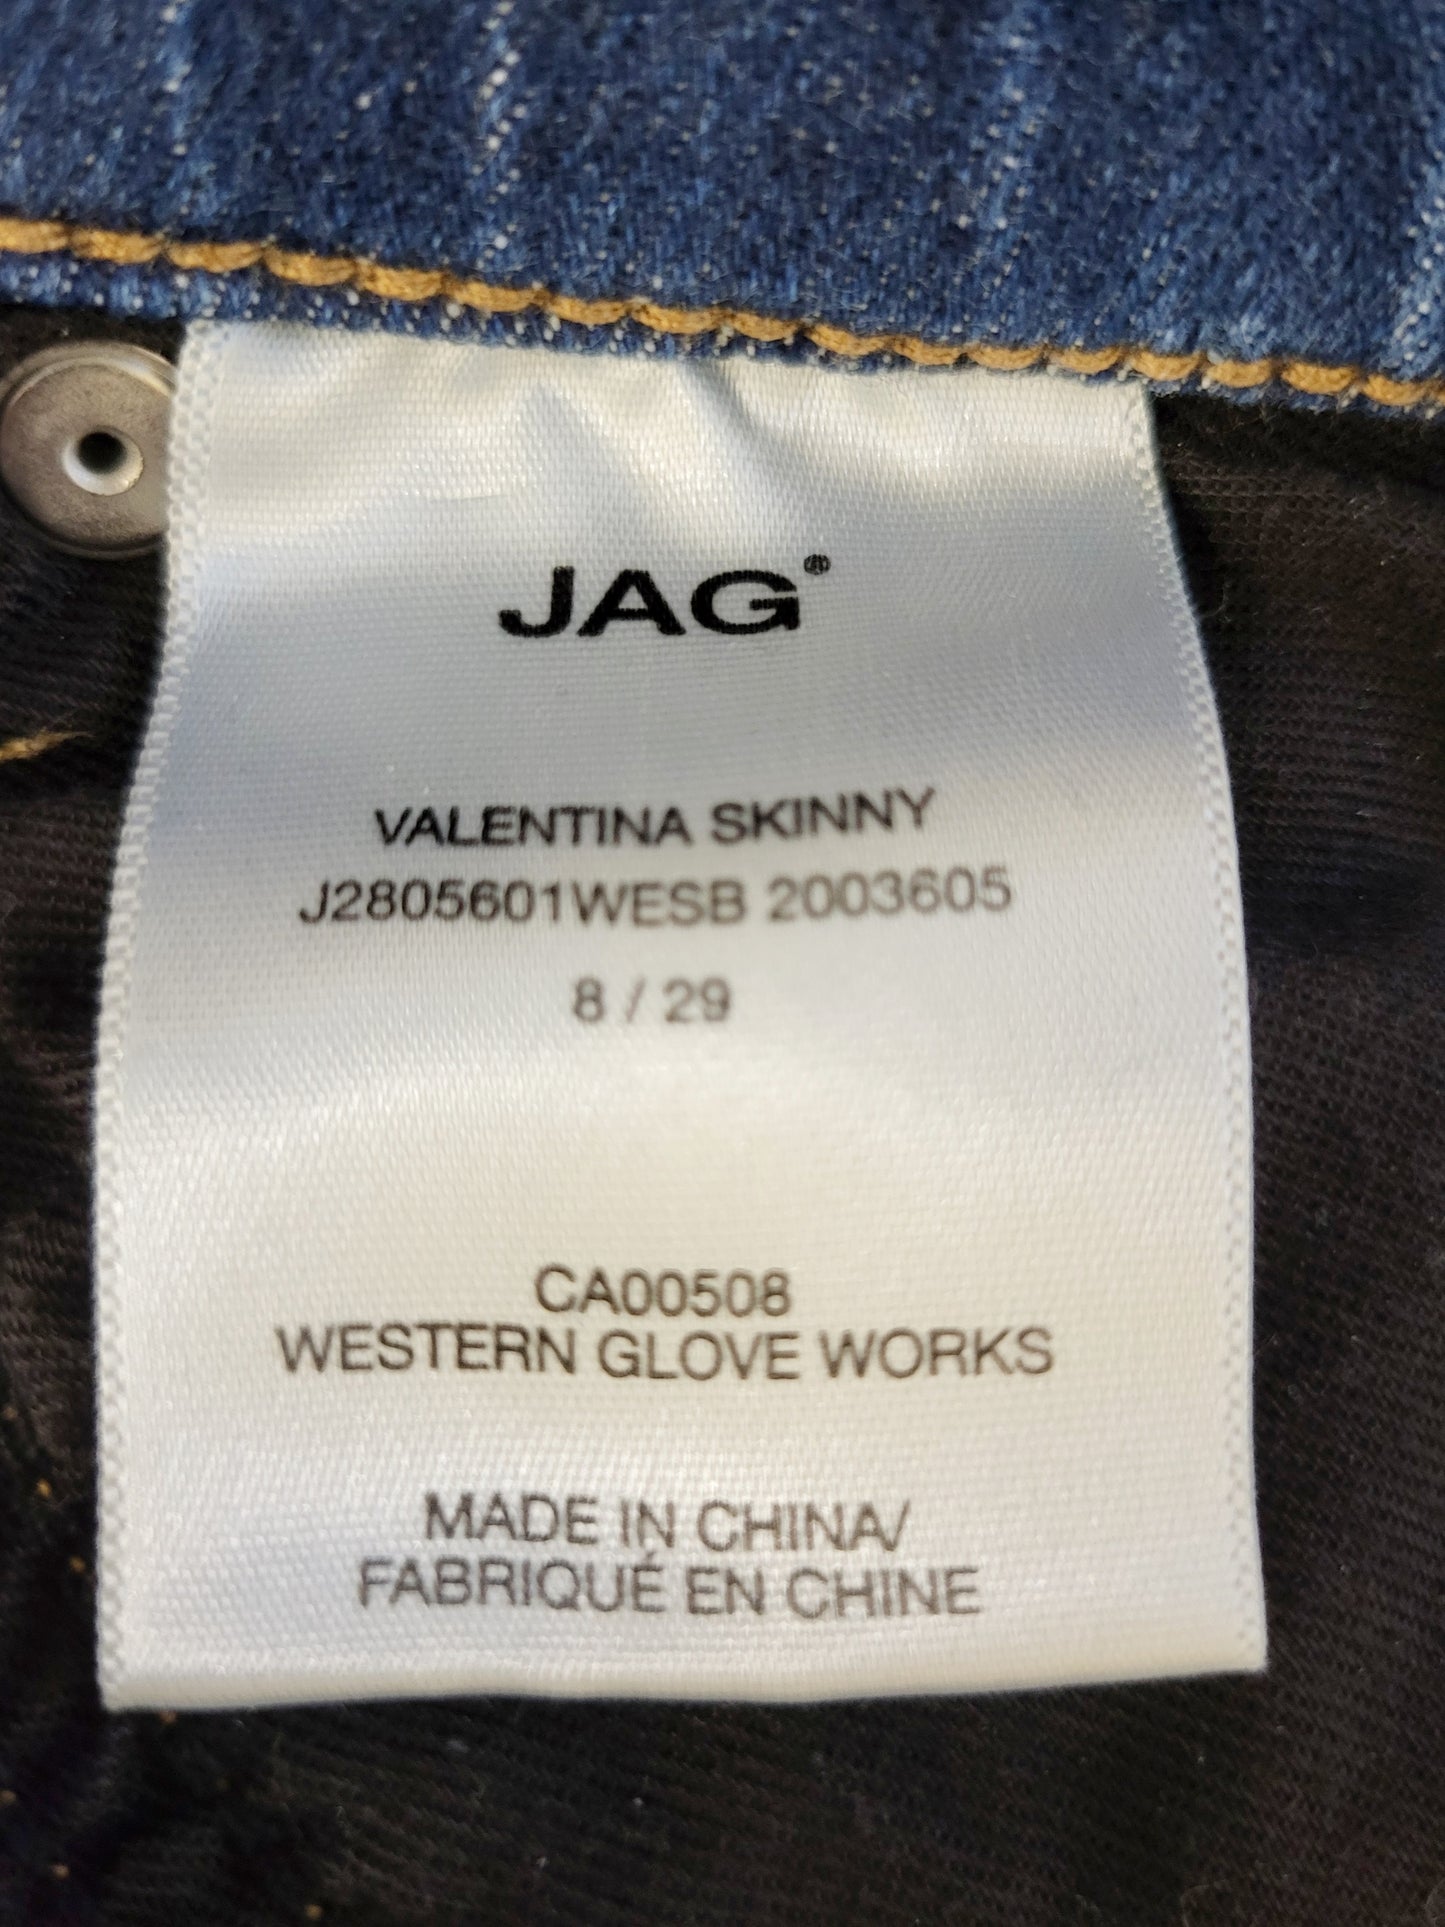 JAG®
VALENTINA SKINNY
J2805601WESB 2003605
8 / 29
CA00508
WESTERN GLOVE WORKS
MADE IN CHINA/
FABRIQUÉ EN CHINE